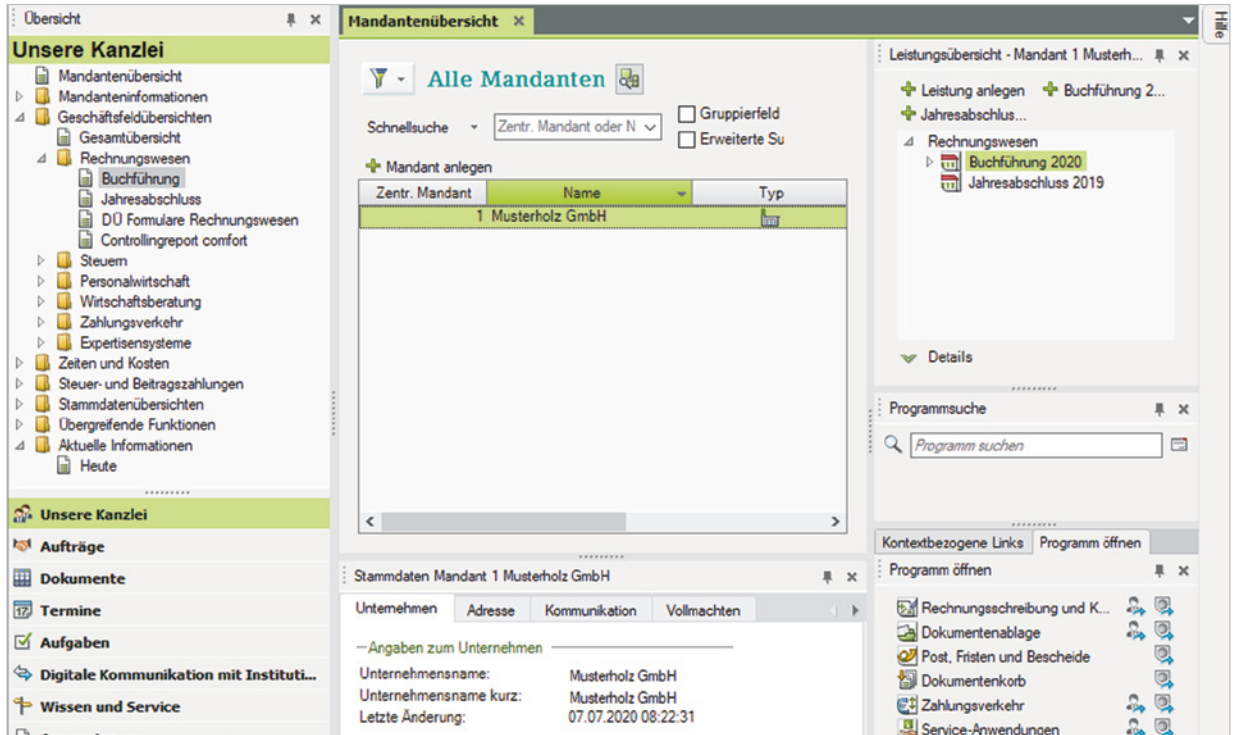 Übersicht
Unsere Kanzlei
Mandantenübersicht
Mandanteninformationen
Geschäftsfeldübersichten
Gesamtübersicht
Rechnungswesen
Buchführung
Jahresabschluss
DÜ Formulare Rechnungswesen
Controllingreport comfort
Steuern
Personalwirtschaft
Wirtschaftsberatung
Zahlungsverkehr
Expertisensysteme
Zeiten und Kosten
Steuer- und Beitragszahlungen
Stammdatenübersichten
Übergreifende Funktionen
Aktuelle Informationen
Heute
Unsere Kanzlei
Aufträge
Dokumente
Termine
Aufgaben
Digitale Kommunikation mit Instituti...
Wissen und Service
Mandantenübersicht
Alle Mandanten
Schnellsuche
Zentr. Mandant oder N
Gruppierfeld
Erweiterte Su
Mandant anlegen
Zentr. Mandant Name Typ
1 Musterholz GmbH
Stammdaten Mandant 1 Musterholz GmbH
Unternehmen Adresse Kommunikation Vollmachten
Angaben zum Unternehmen
Unternehmensname: Musterholz GmbH
Unternehmensname kurz: Musterholz GmbH
Letzte Änderung: 07.07.2020 08:22:31
Leistungsübersicht - Mandant 1 Musterh...
Leistung anlegen Buchführung 2...
Jahresabschlus...
Rechnungswesen
Buchführung 2020
Jahresabschluss 2019
Details
Programmsuche
Programm suchen
Kontextbezogene Links Programm öffnen
Programm öffnen
Rechnungsschreibung und K...
Dokumentenablage
Post, Fristen und Bescheide
Dokumentenkorb
Zahlungsverkehr
Service-Anwendungen
Hilfe